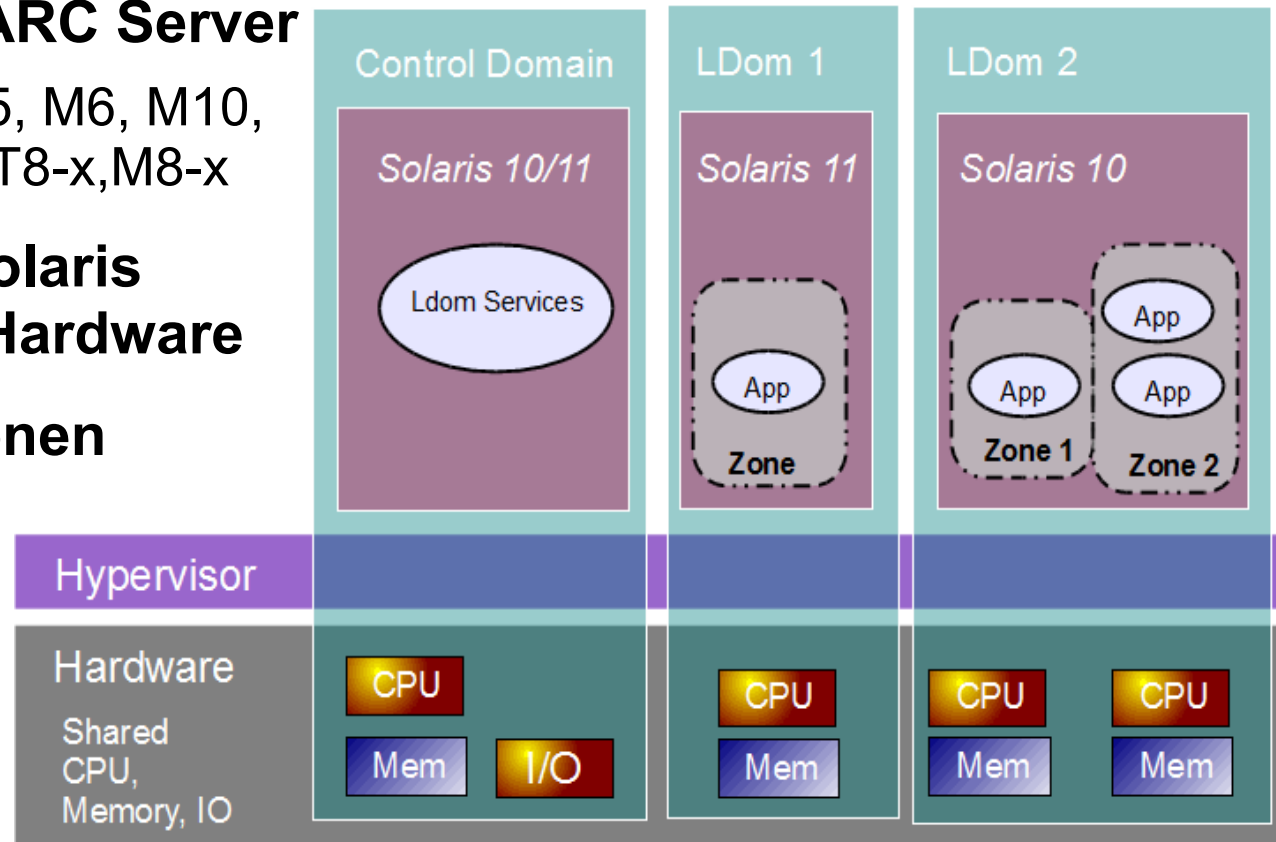 ARC Server
5, M6, M10,
T8-x,M8-x
olaris
Hardware
nen
Control Domain
Solaris 10/11
Ldom Services
LDom 1
Solaris 11
App
Zone
LDom 2
Solaris 10
App
Zone 1
App
App
Zone 2
Hypervisor
Hardware
Shared
CPU,
Memory, IO
CPU
Mem
I/O
CPU
Mem
CPU
Mem
CPU
Mem